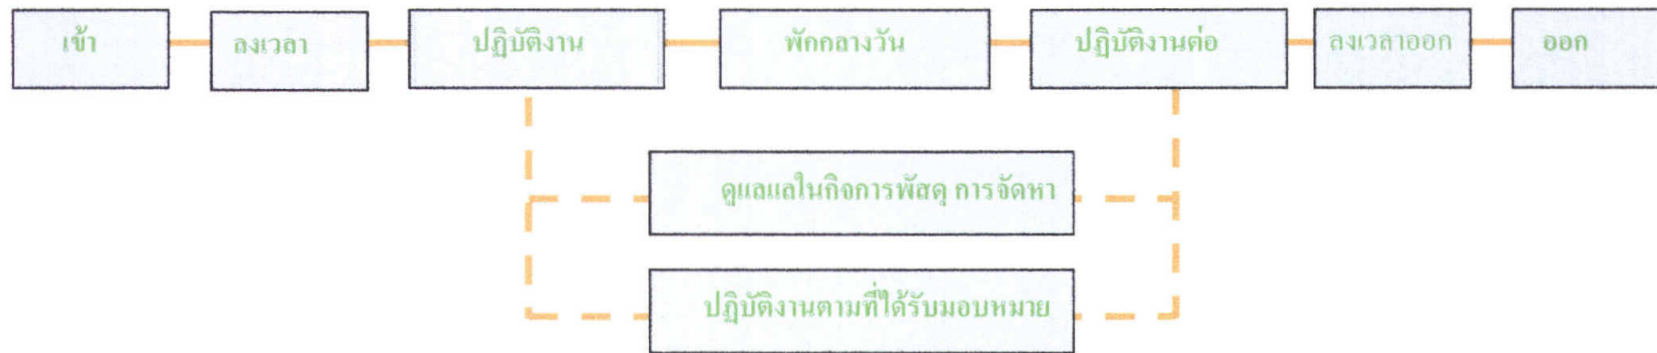 เข้า
ลงเวลา
ปฏิบัติงาน
พักกลางวัน
ปฏิบัติงานต่อ
ลงเวลาออก
ออก
ดูแลแลในกิจการพัสดุ การจัดหา
ปฏิบัติงานตามที่ได้รับมอบหมาย